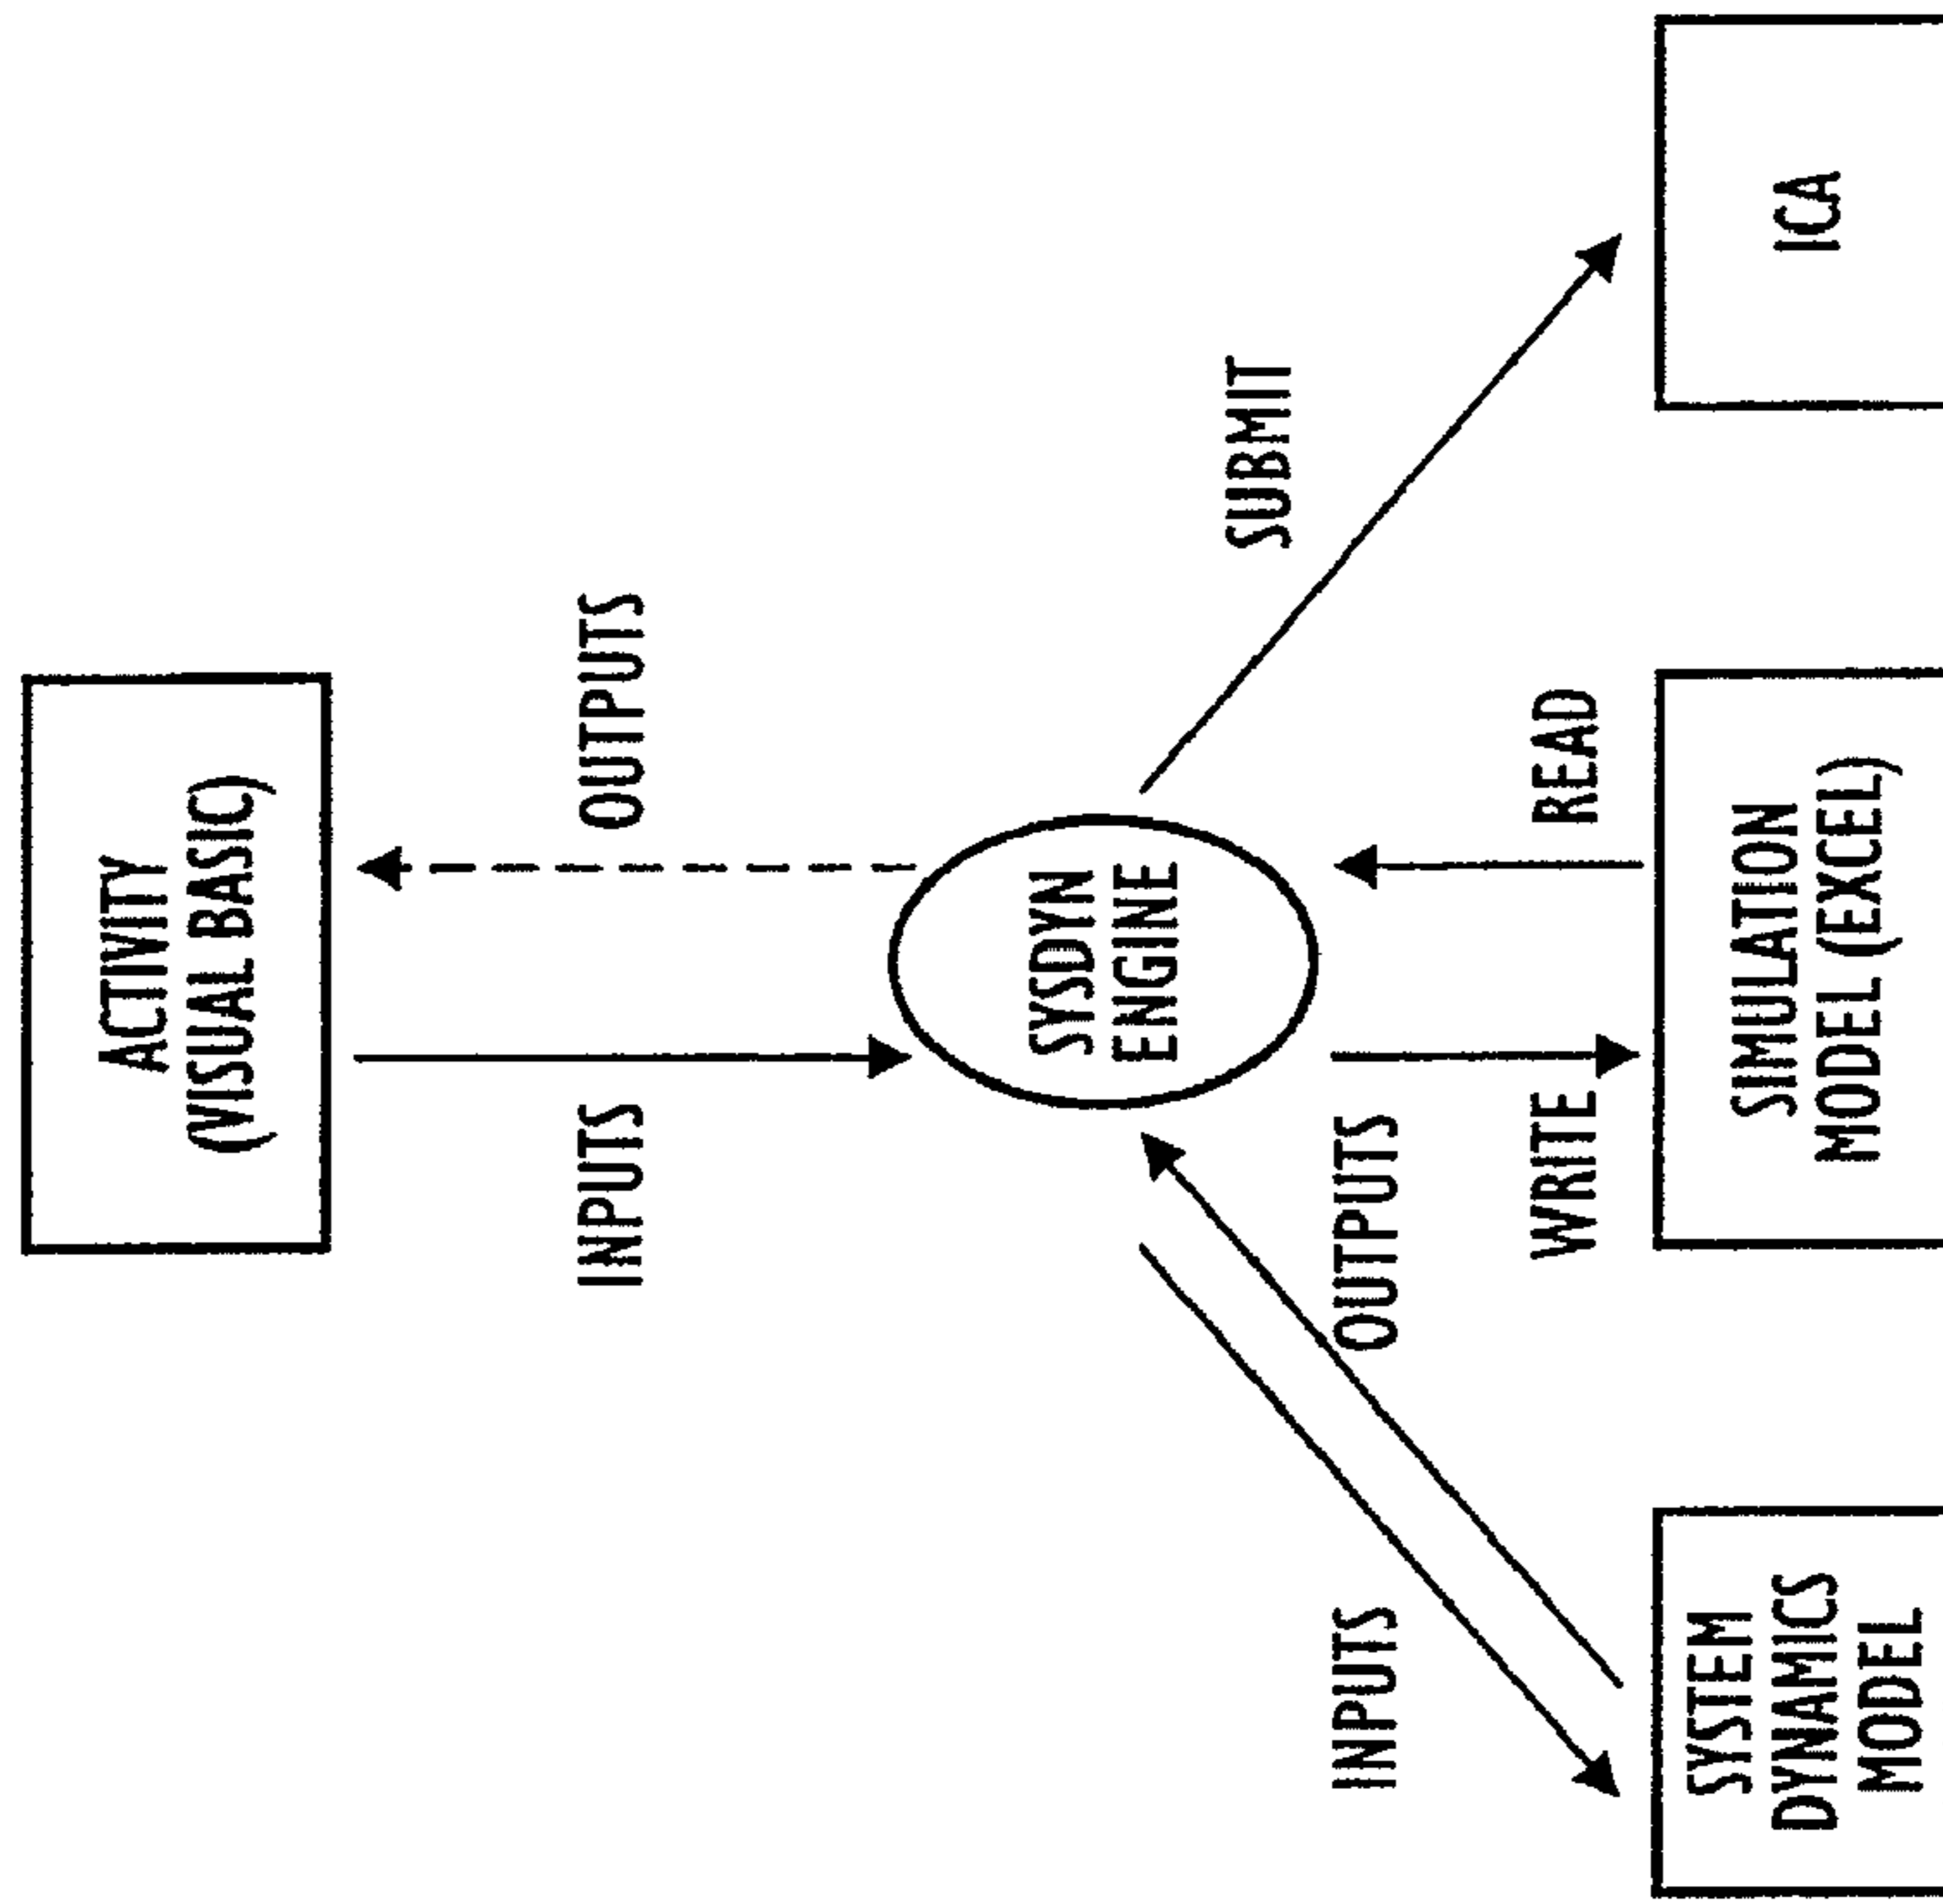 ACTIVITY
(VISUAL BASIC)
INPUTS
OUTPUTS
SYSDYN
ENGINE
SUBMIT
INPUTS
OUTPUTS
WRITE
READ
SYSTEM
DYNAMICS
MODEL
SIMULATION
MODEL (EXCEL)
ICA